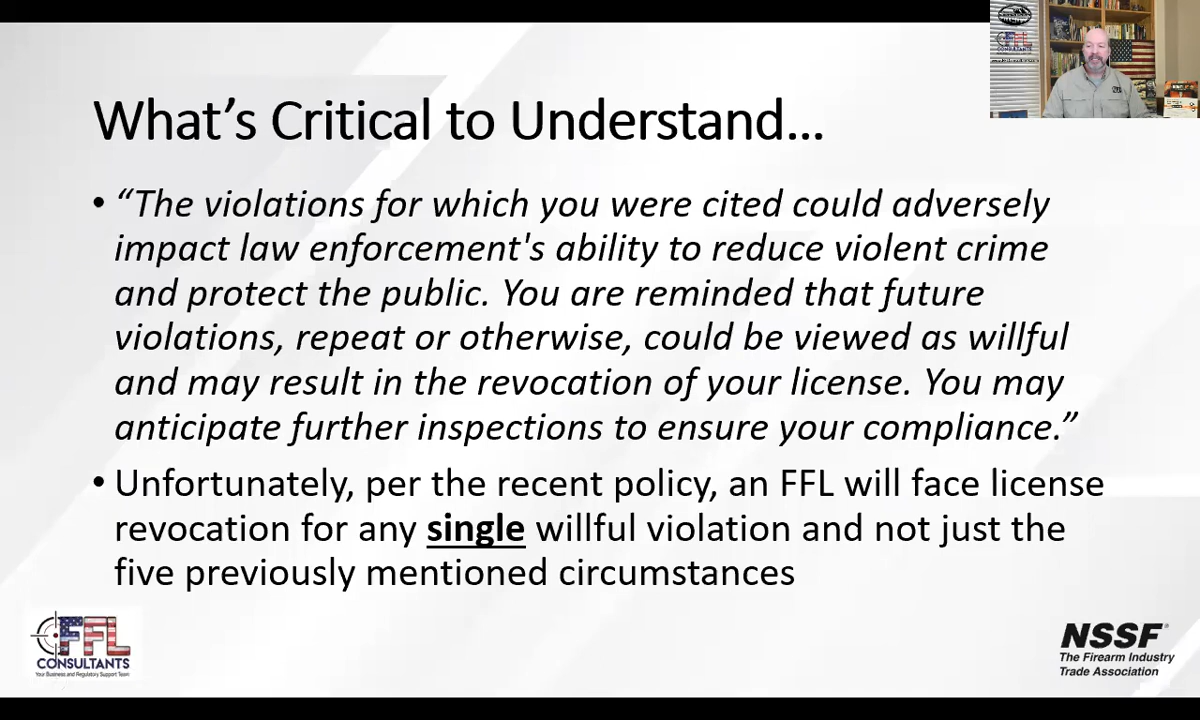 What's Critical to Understand…
• “The violations for which you were cited could adversely
impact law enforcement's ability to reduce violent crime
and protect the public. You are reminded that future
violations, repeat or otherwise, could be viewed as willful
and may result in the revocation of your license. You may
anticipate further inspections to ensure your compliance.”
• Unfortunately, per the recent policy, an FFL will face license
revocation for any single willful violation and not just the
five previously mentioned circumstances
FFL
CONSULTANTS
Your Business and Regulatory Support Team
NSSF®
The Firearm Industry
Trade Association
CONSULTANTS